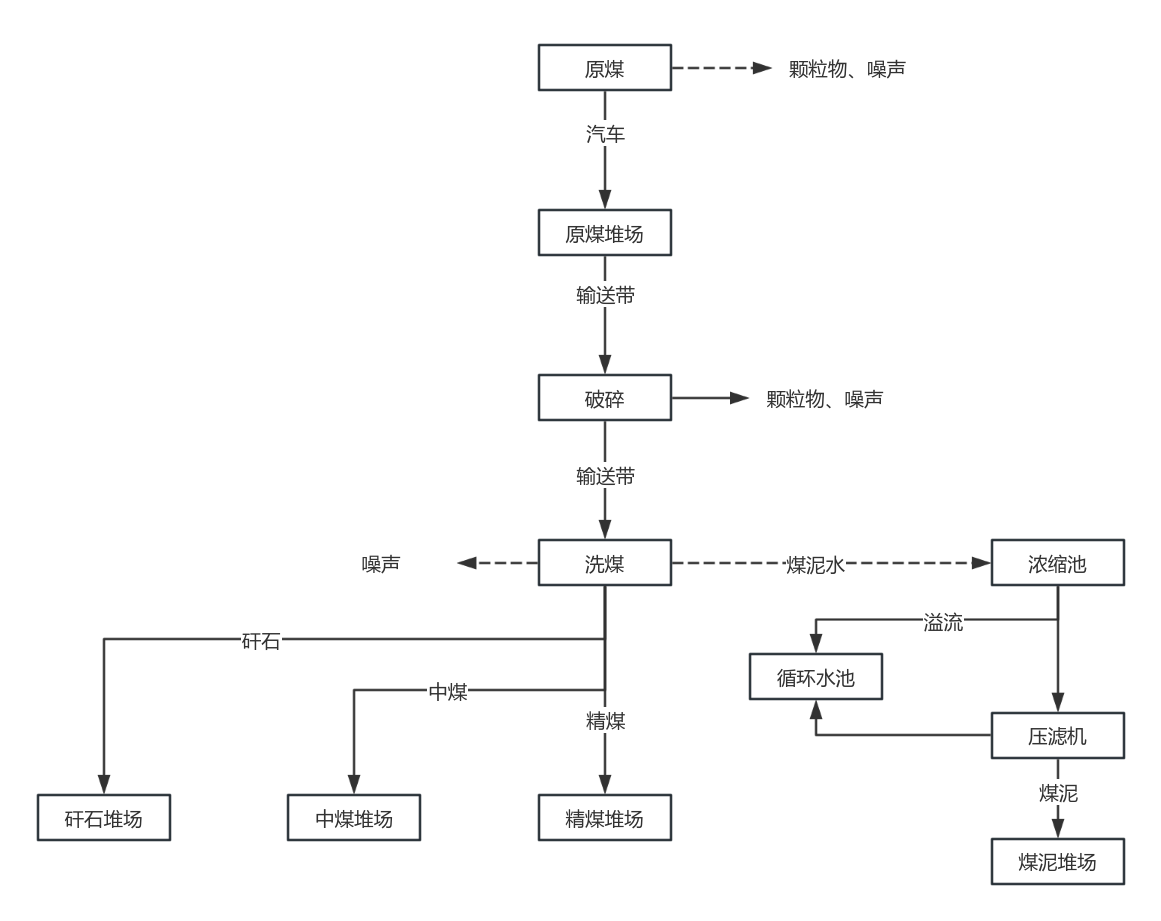 原煤
颗粒物、噪声
汽车
原煤堆场
输送带
破碎
颗粒物、噪声
输送带
噪声
洗煤
煤泥水
浓缩池
溢流
矸石
循环水池
中煤
精煤
压滤机
煤泥
矸石堆场
中煤堆场
精煤堆场
煤泥堆场